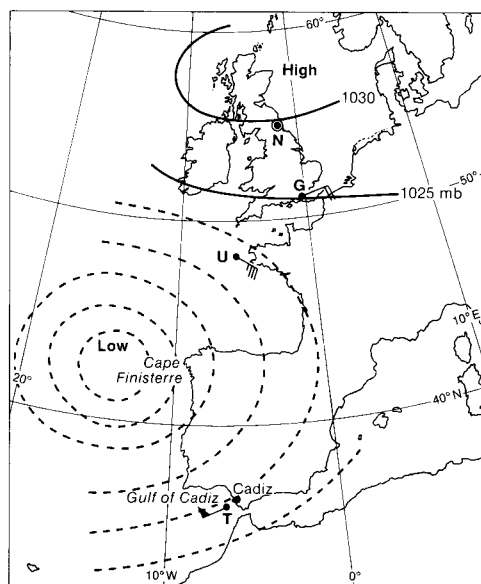 60°
High
1030
N
G
1025 mb
50°
U
10°E
Low
Cape
Finisterre
20°
40°N
Gulf of Cadiz
Cadiz
T
10°W
0°